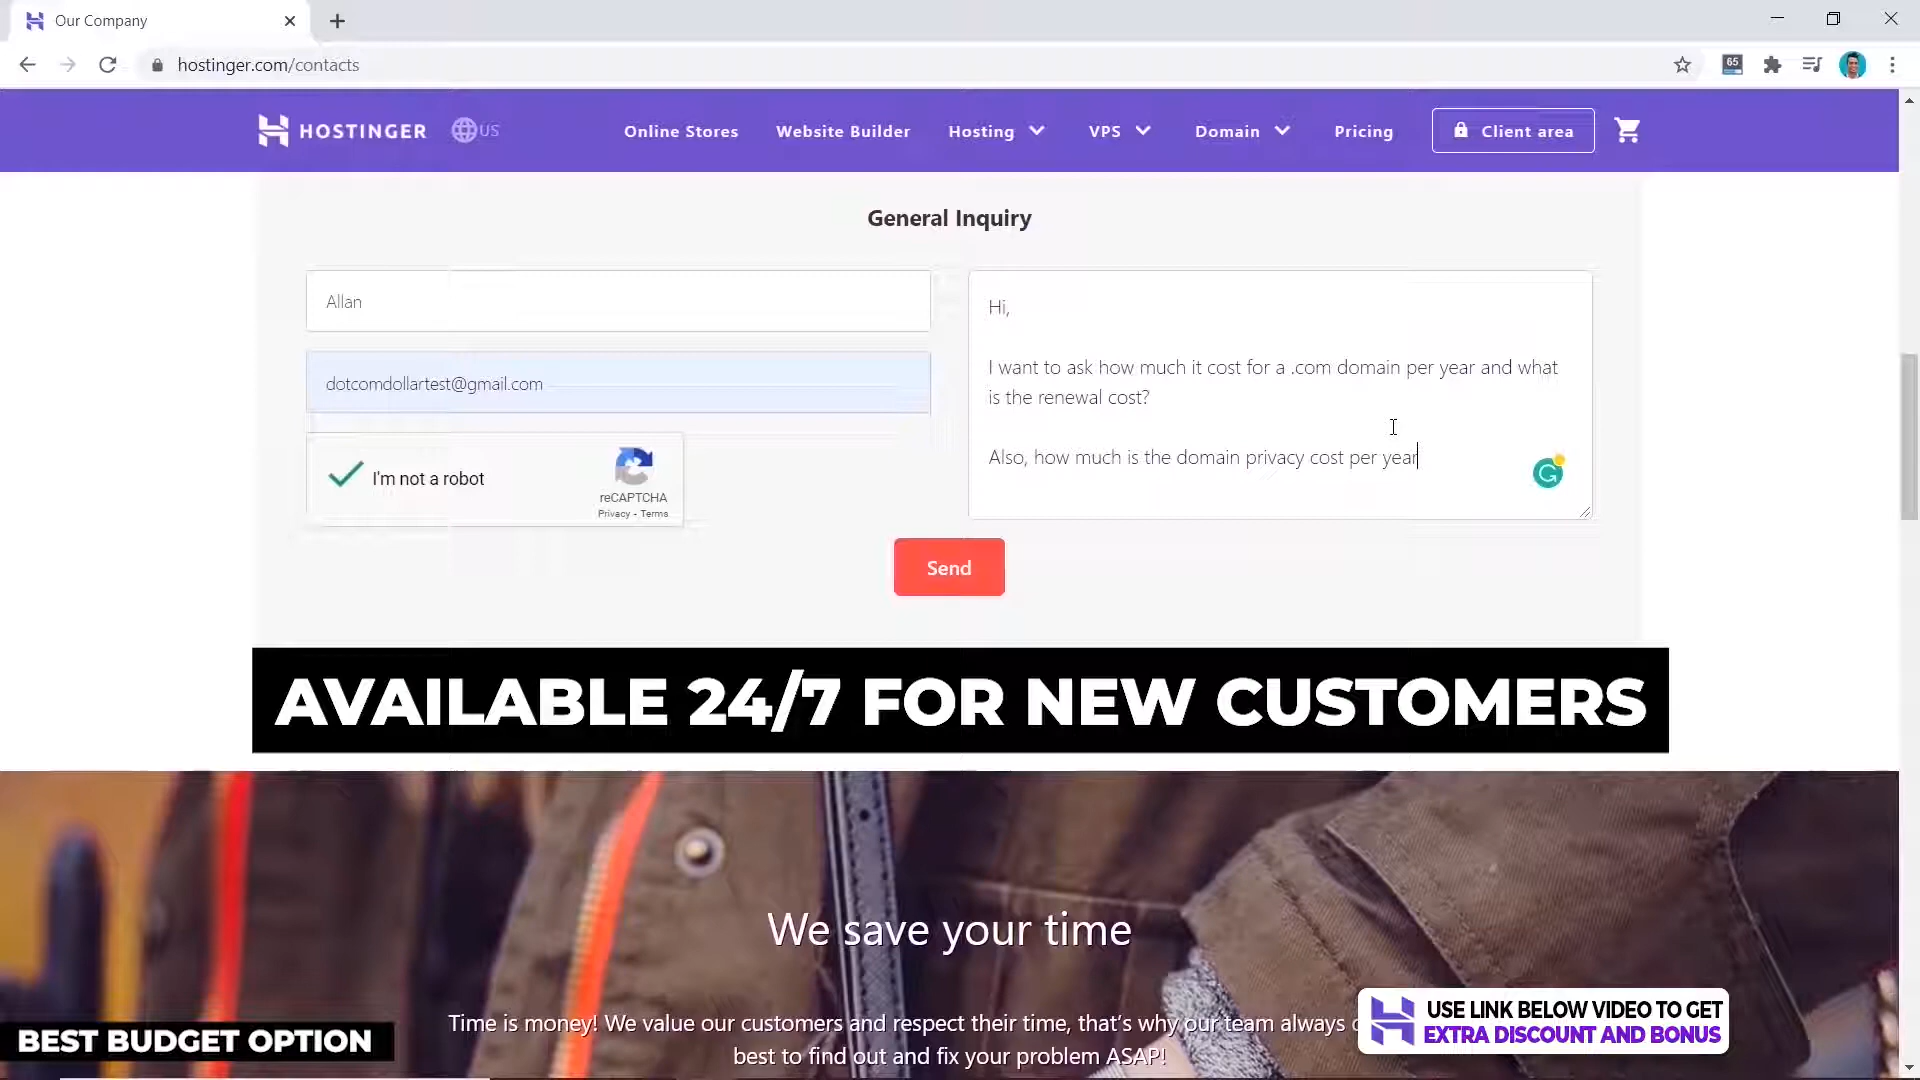 Our Company
hostinger.com/contacts
65
HOSTINGER
US
Online Stores
Website Builder
Hosting
VPS
Domain
Pricing
Client area
General Inquiry
Allan
dotcomdollartest@gmail.com
I'm not a robot
reCAPTCHA
Privacy - Terms
Hi,
I want to ask how much it cost for a .com domain per year and what
is the renewal cost?
Also, how much is the domain privacy cost per year
Send
AVAILABLE 24/7 FOR NEW CUSTOMERS
We save your time
Time is money! We value our customers and respect their time, that's why our team always
best to find out and fix your problem ASAP!
BEST BUDGET OPTION
USE LINK BELOW VIDEO TO GET
EXTRA DISCOUNT AND BONUS